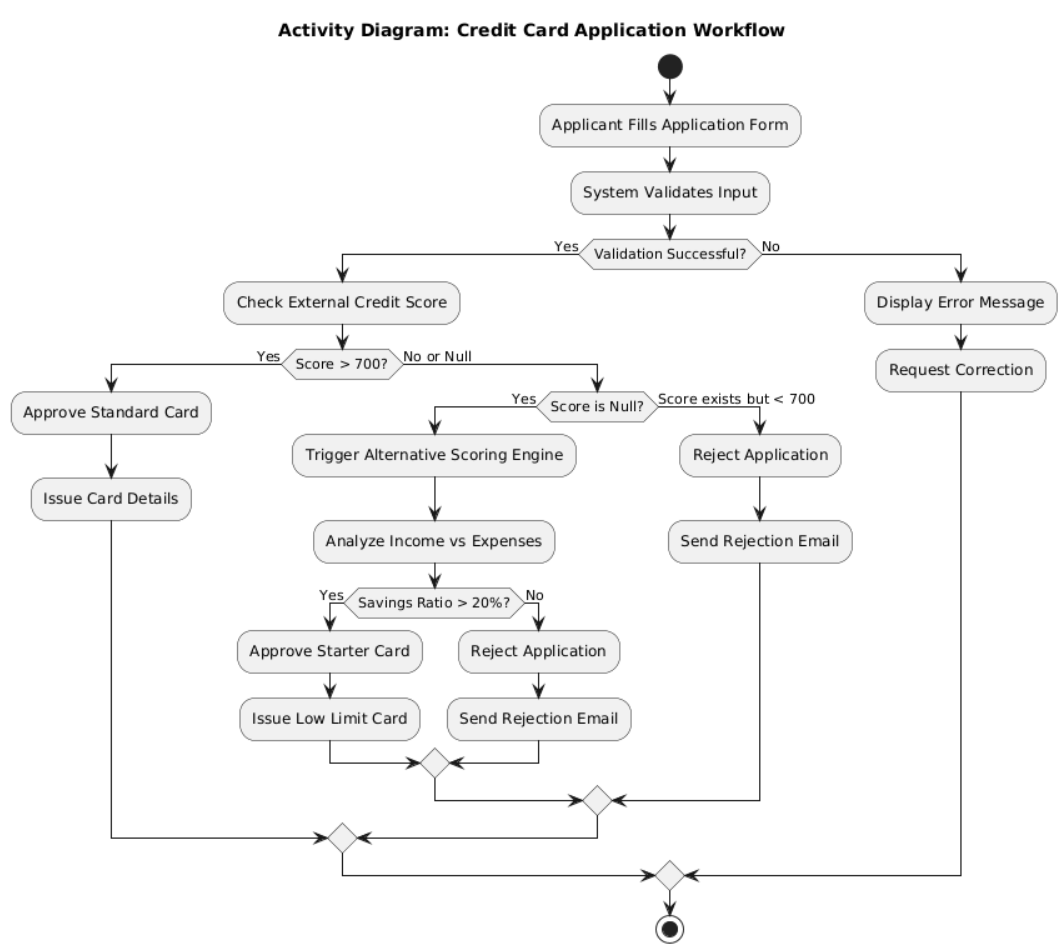 Activity Diagram: Credit Card Application Workflow
Applicant Fills Application Form
System Validates Input
Yes
Validation Successful?
No
Check External Credit Score
Display Error Message
Yes
Score > 700?
No or Null
Request Correction
Approve Standard Card
Yes
Score is Null?
Score exists but < 700
Issue Card Details
Trigger Alternative Scoring Engine
Reject Application
Analyze Income vs Expenses
Send Rejection Email
Yes
Savings Ratio > 20%?
No
Approve Starter Card
Reject Application
Issue Low Limit Card
Send Rejection Email